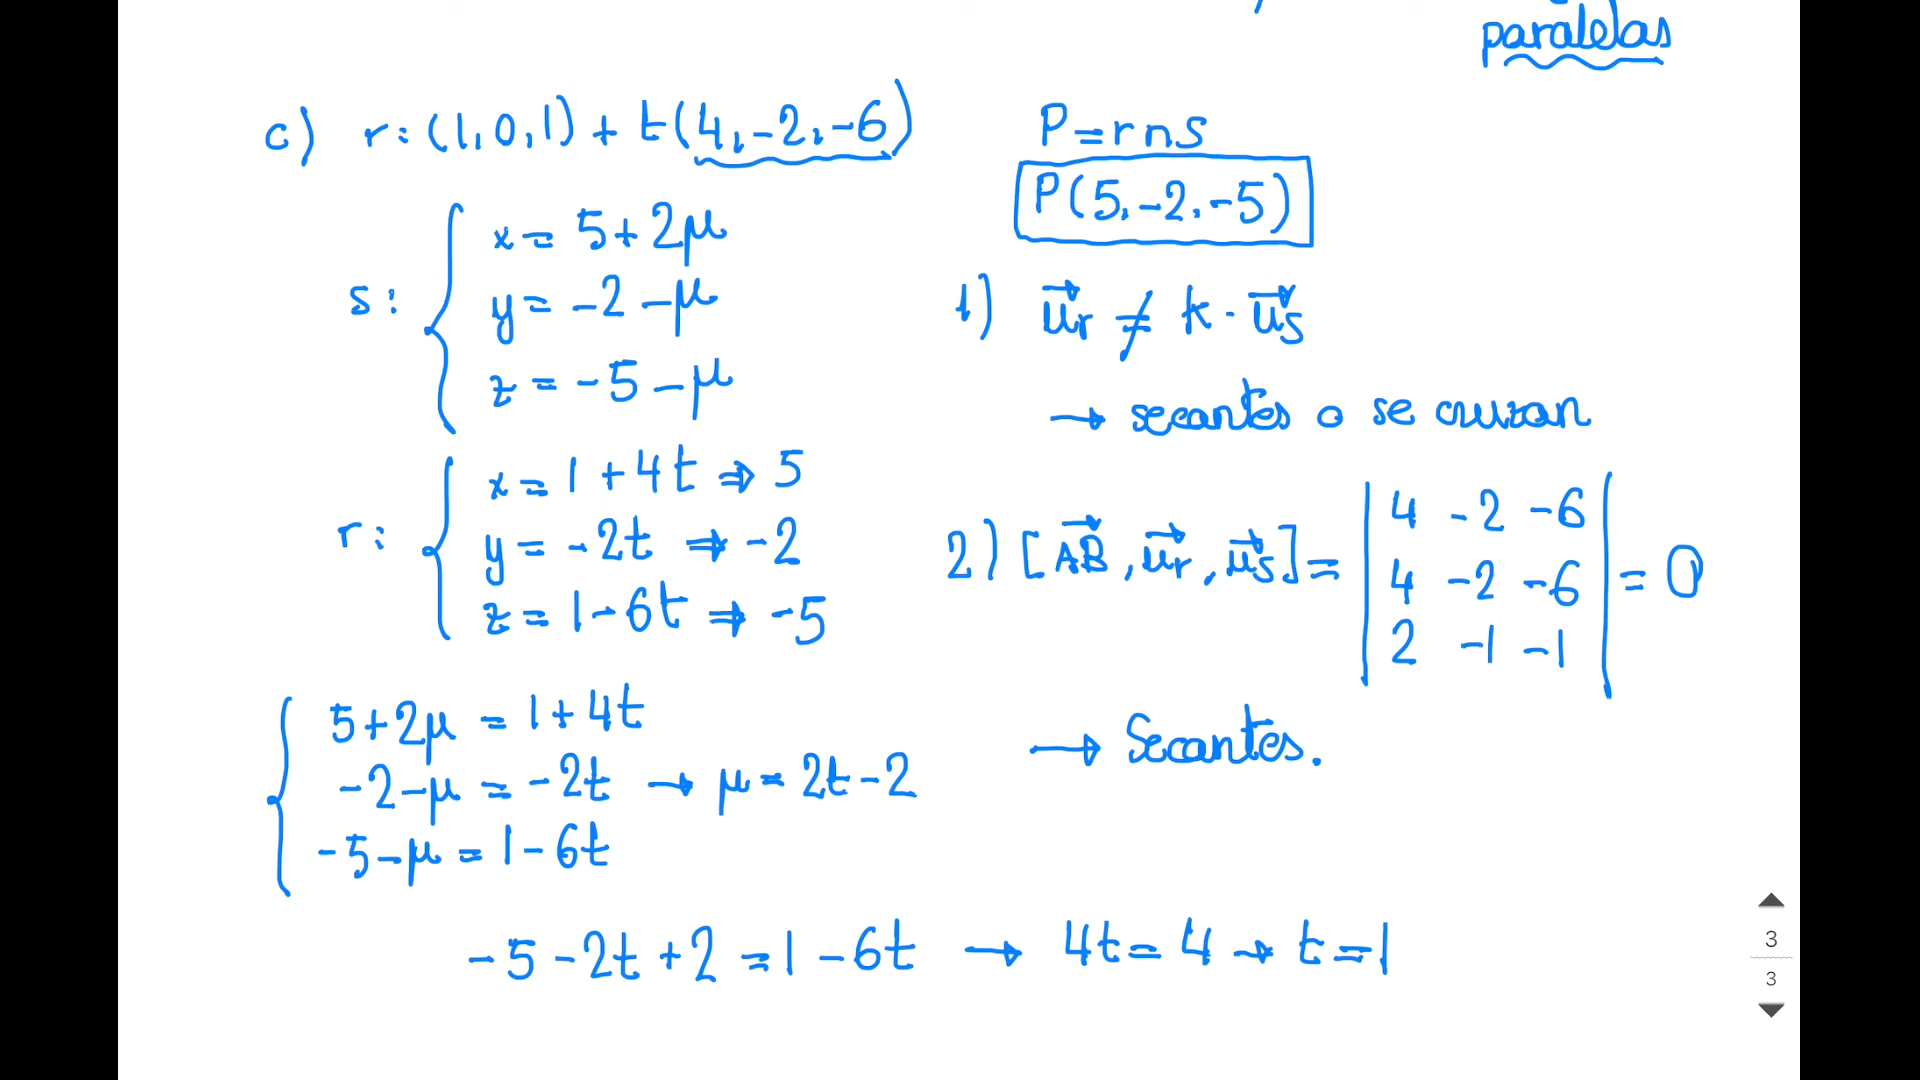 paralelas
c) r: (1, 0, 1) + t(4, -2, -6)
s: { x = 5 + 2μ
y = -2 - μ
z = -5 - μ
r: { x = 1 + 4t ⇒ 5
y = -2t ⇒ -2
z = 1 - 6t ⇒ -5
{ 5 + 2μ = 1 + 4t
-2 - μ = -2t → μ = 2t - 2
-5 - μ = 1 - 6t
-5 - 2t + 2 = 1 - 6t → 4t = 4 → t = 1
P = r ∩ s
P(5, -2, -5)
1) u⃗r ≠ k · u⃗s
→ secantes o se cruzan
2) [AB⃗, u⃗r, u⃗s] = | 4 -2 -6 |
| 4 -2 -6 | = 0
| 2 -1 -1 |
→ Secantes.
3
3